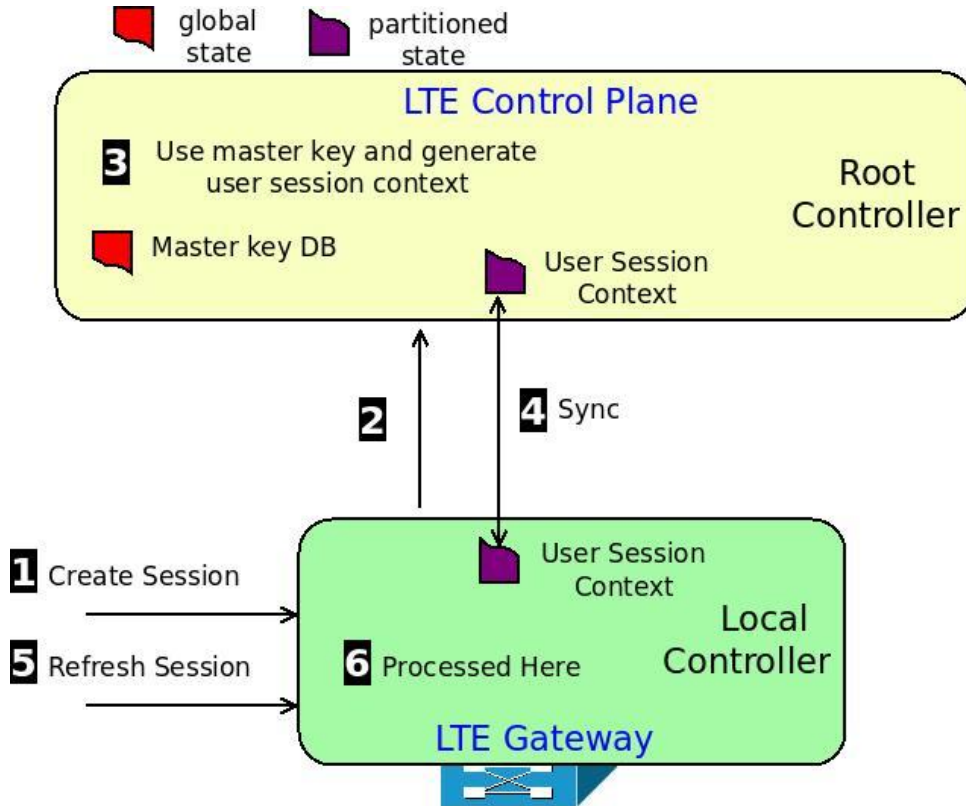 global
state
partitioned
state
LTE Control Plane
3 Use master key and generate
user session context
Root
Controller
Master key DB
User Session
Context
2
4 Sync
1 Create Session
User Session
Context
Local
Controller
5 Refresh Session
6 Processed Here
LTE Gateway